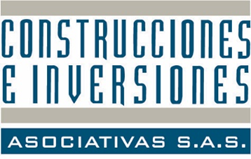 CONSTRUCCIONES
E INVERSIONES
ASOCIATIVAS S.A.S.